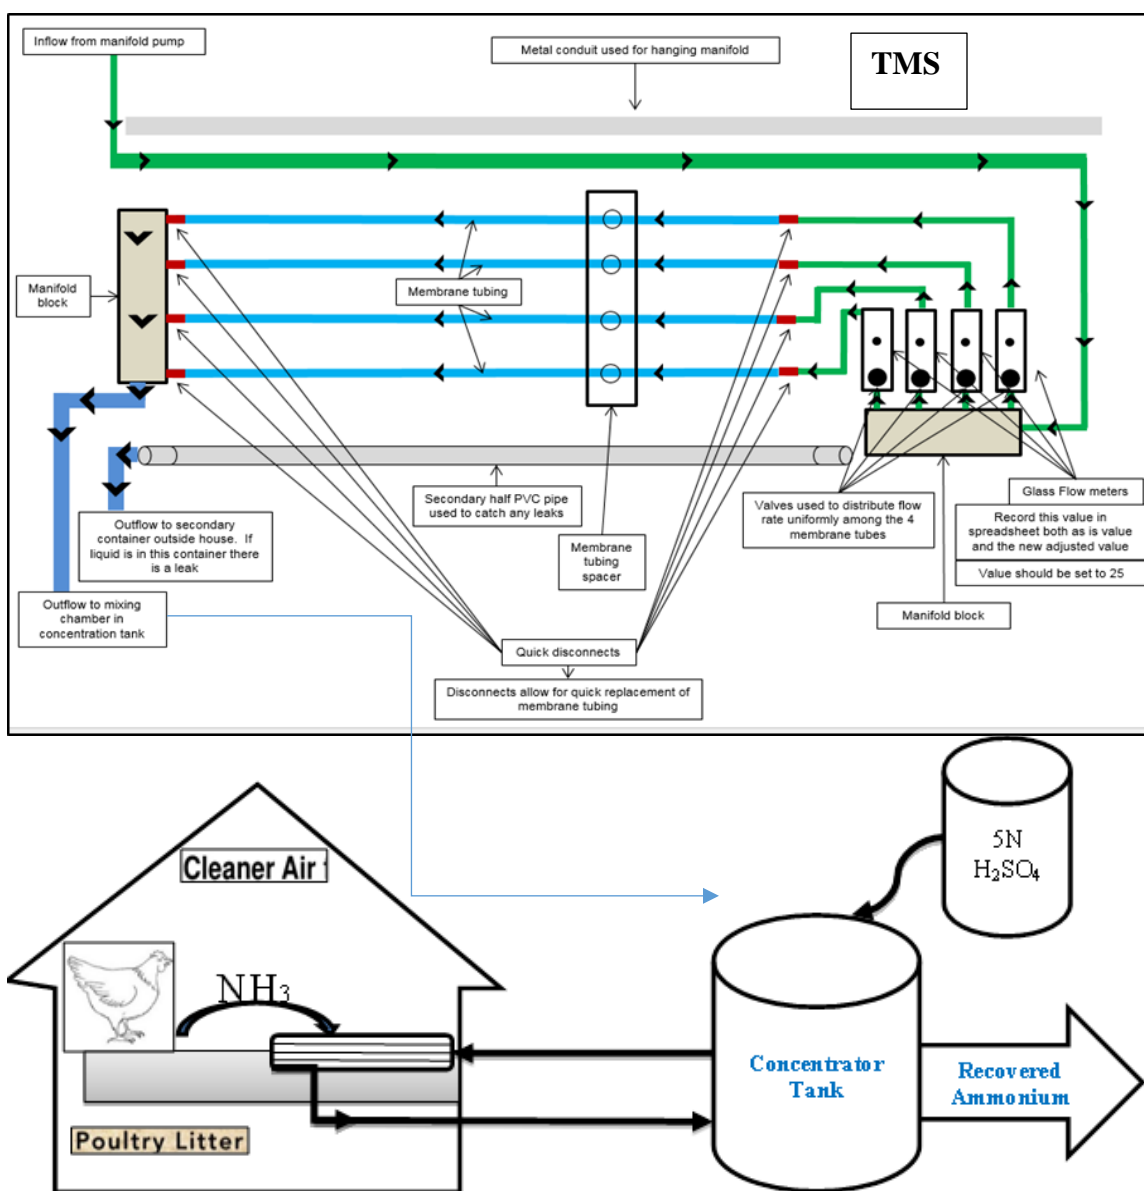 Inflow from manifold pump
Metal conduit used for hanging manifold
TMS
Manifold
block
Membrane tubing
Secondary half PVC pipe
used to catch any leaks
Membrane
tubing
spacer
Valves used to distribute flow
rate uniformly among the 4
membrane tubes
Glass Flow meters
Record this value in
spreadsheet both as is value
and the new adjusted value
Value should be set to 25
Manifold block
Outflow to secondary
container outside house. If
liquid is in this container there
is a leak
Outflow to mixing
chamber in
concentration tank
Quick disconnects
Disconnects allow for quick replacement of
membrane tubing
5N
H₂SO₄
Cleaner Air
NH₃
Concentrator
Tank
Recovered
Ammonium
Poultry Litter